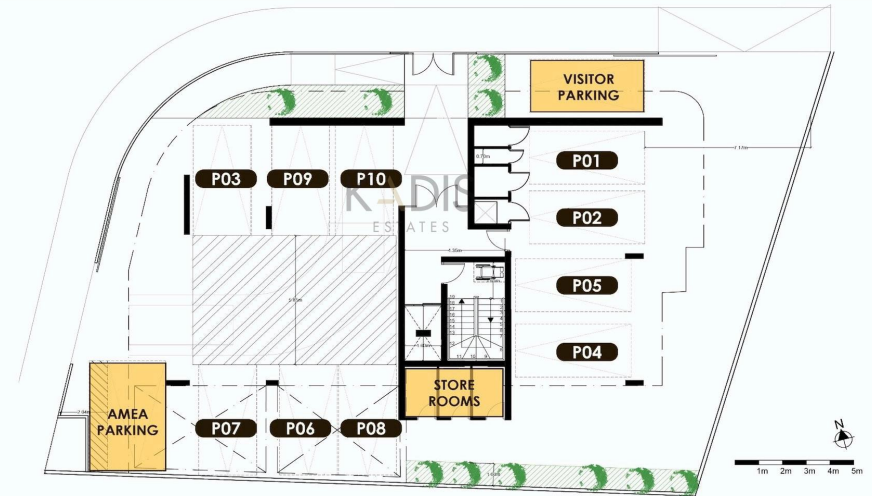 VISITOR
PARKING
P01
P03
P09
P10
KADIS
ESTATES
P02
P05
P04
STORE
ROOMS
AMEA
PARKING
P07
P06
P08
N
1m 2m 3m 4m 5m